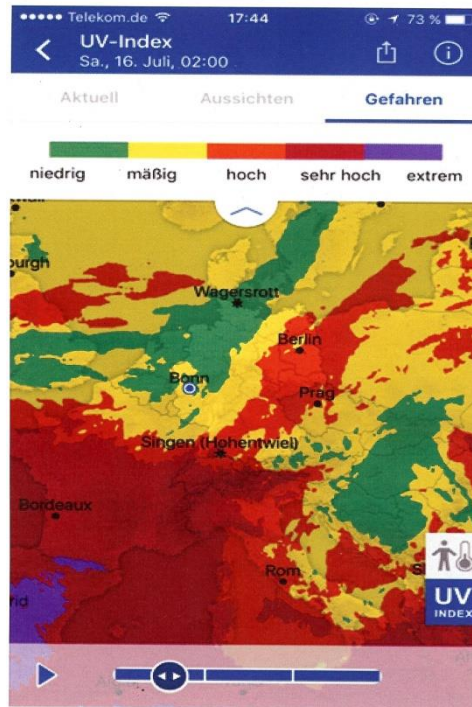 Telekom.de 17:44 73 %
UV-Index
Sa., 16. Juli, 02:00
Aktuell Aussichten Gefahren
niedrig mäßig hoch sehr hoch extrem
Wagersrott
Berlin
Bonn
Prag
Singen (Hohentwiel)
Bordeaux
Rom
UV
INDEX